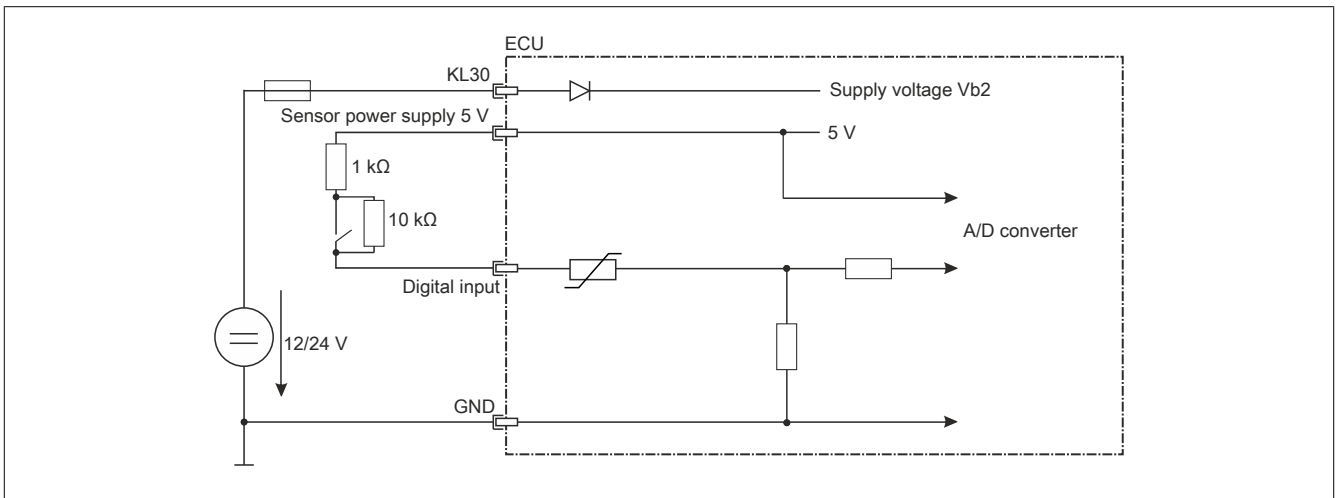 ECU
KL30
Supply voltage Vb2
Sensor power supply 5 V
5 V
1 kΩ
10 kΩ
A/D converter
Digital input
12/24 V
GND